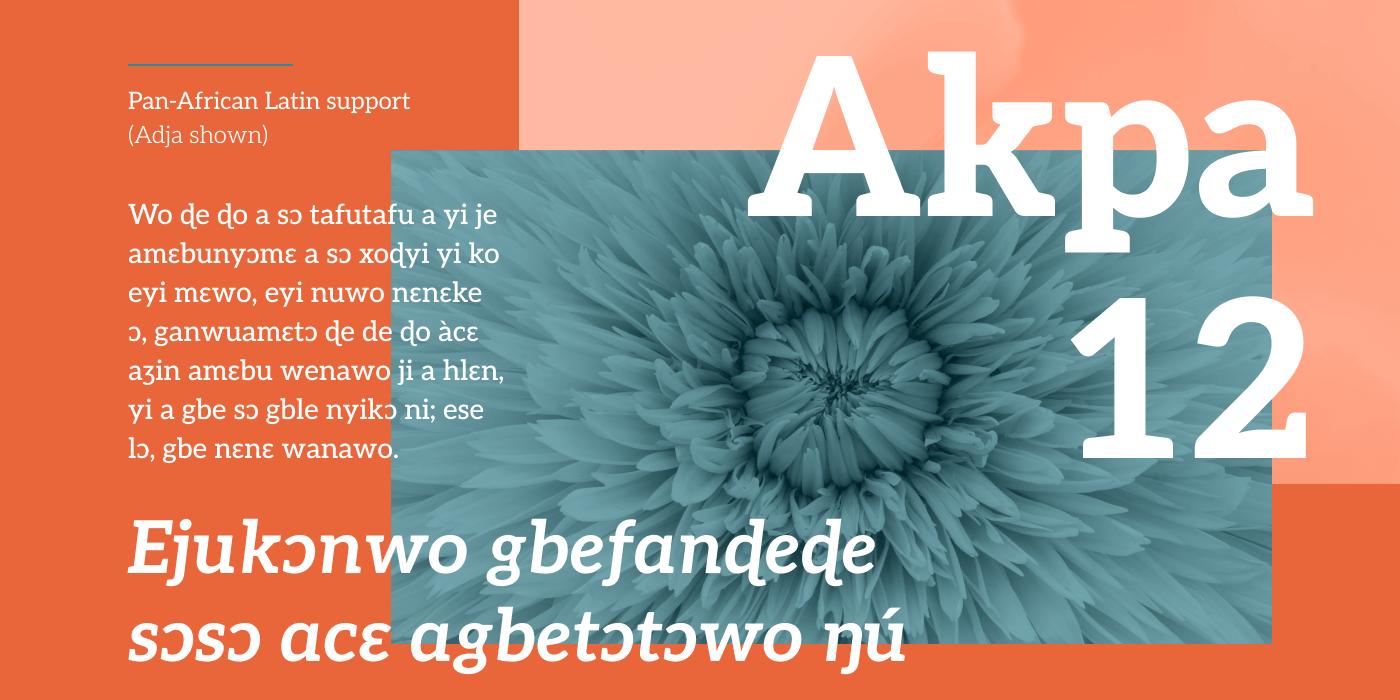 Pan-African Latin support
(Adja shown)
Wo ɖe ɖo a sɔ tafutafu a yi je
amɛbunyɔmɛ a sɔ xoɖyi yi ko
eyi mɛwo, eyi nuwo nɛnɛke
ɔ, ganwuamɛtɔ ɖe de ɖo àcɛ
aʒin amɛbu wenawo ji a hlɛn,
yi a gbe sɔ gble nyikɔ ni; ese
lɔ, gbe nɛnɛ wanawo.
Akpa
12
Ejukɔnwo gbefanɖeɖe
sɔsɔ acɛ agbetɔtɔwo ŋú